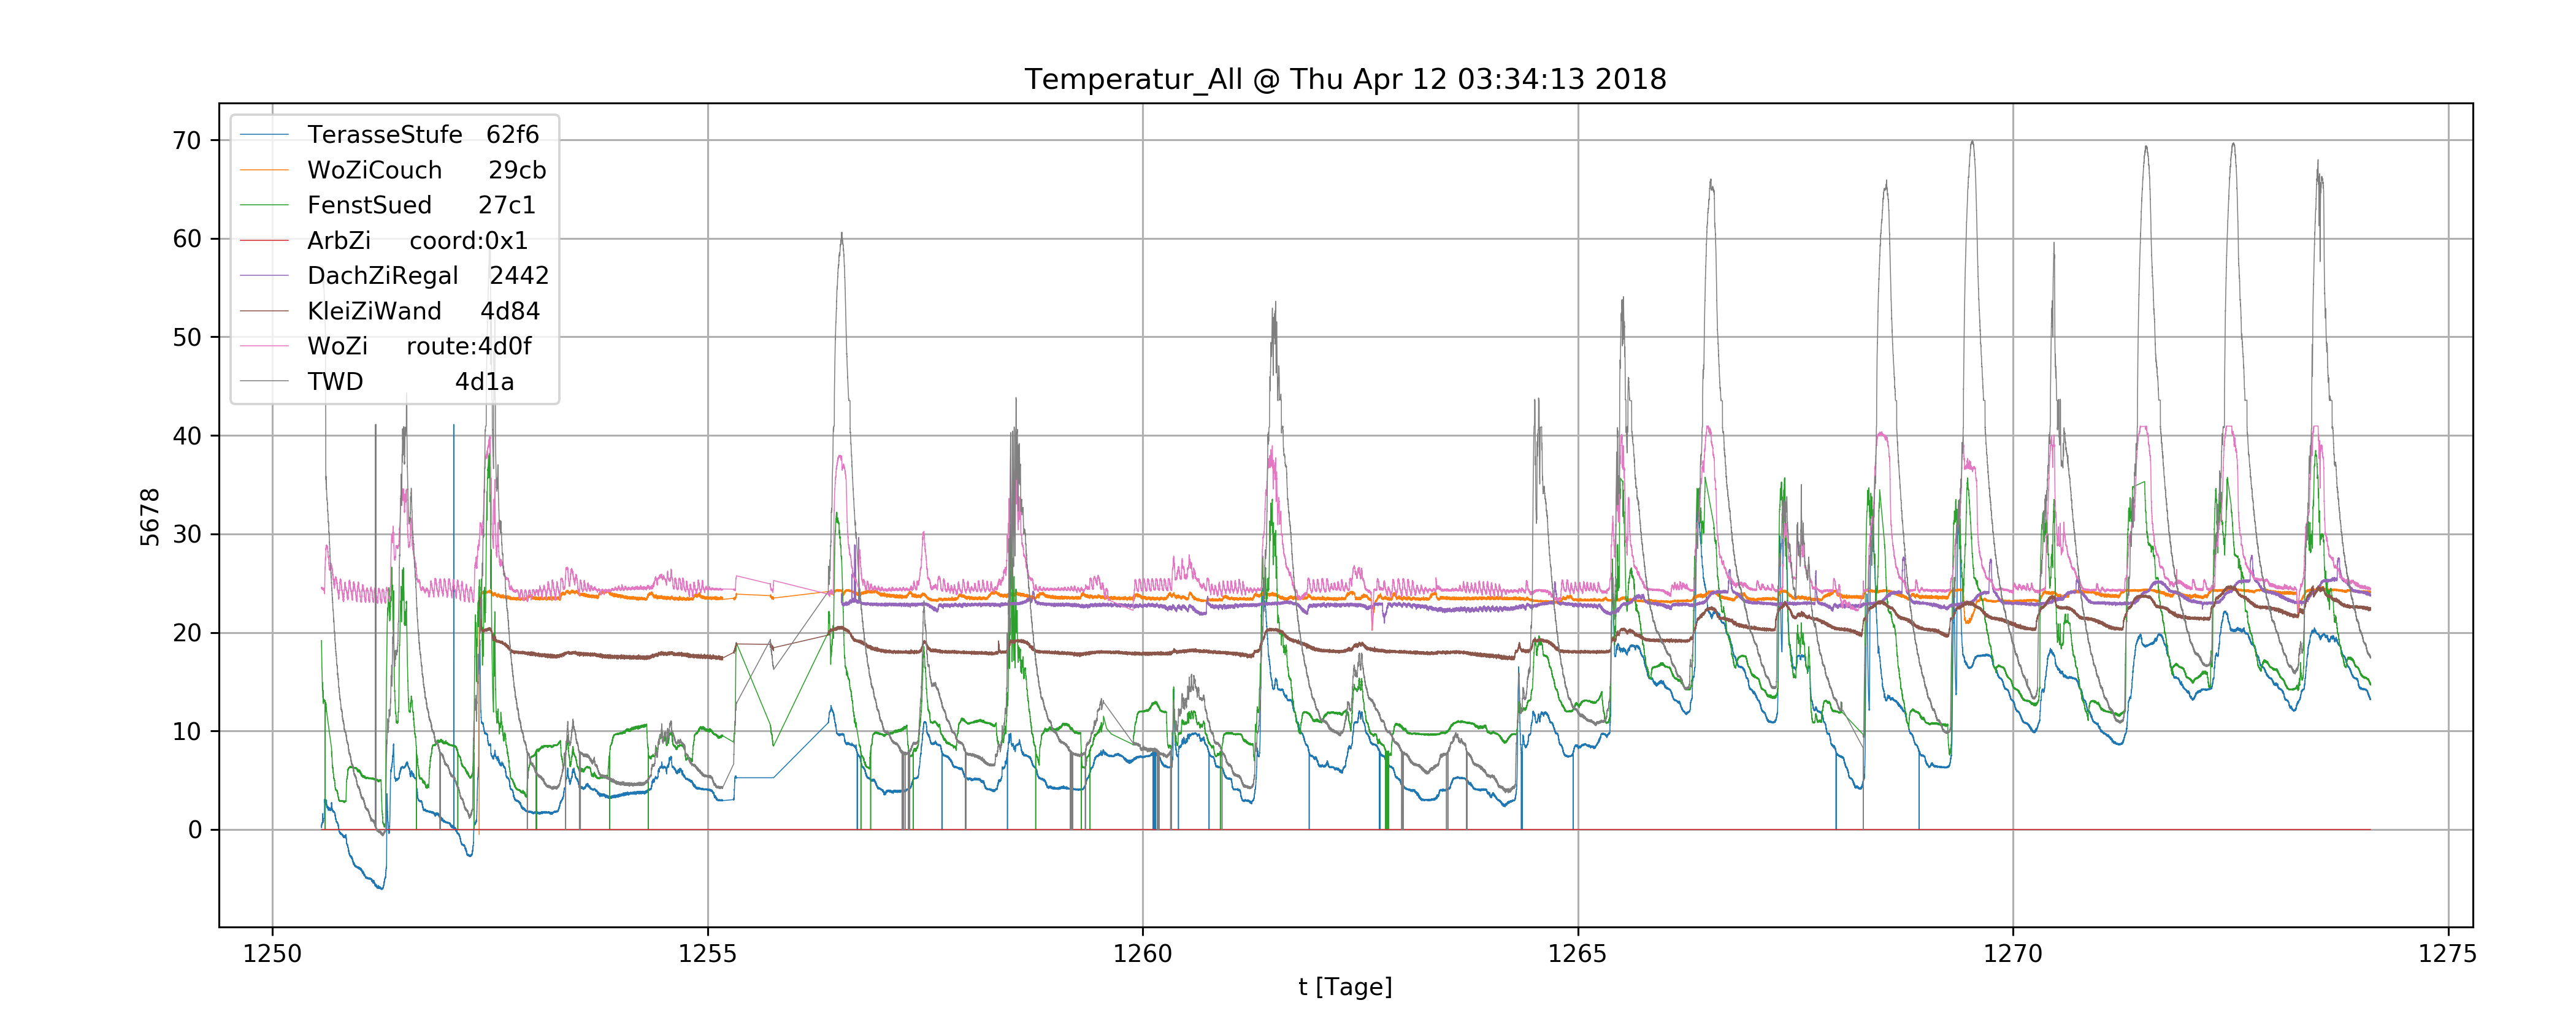 Temperatur_All @ Thu Apr 12 03:34:13 2018
70
60
50
40
30
20
10
0
5678
TerasseStufe 62f6
WoZiCouch 29cb
FenstSued 27c1
ArbZi coord:0x1
DachZiRegal 2442
KleiZiWand 4d84
WoZi route:4d0f
TWD 4d1a
1250 1255 1260 1265 1270 1275
t [Tage]